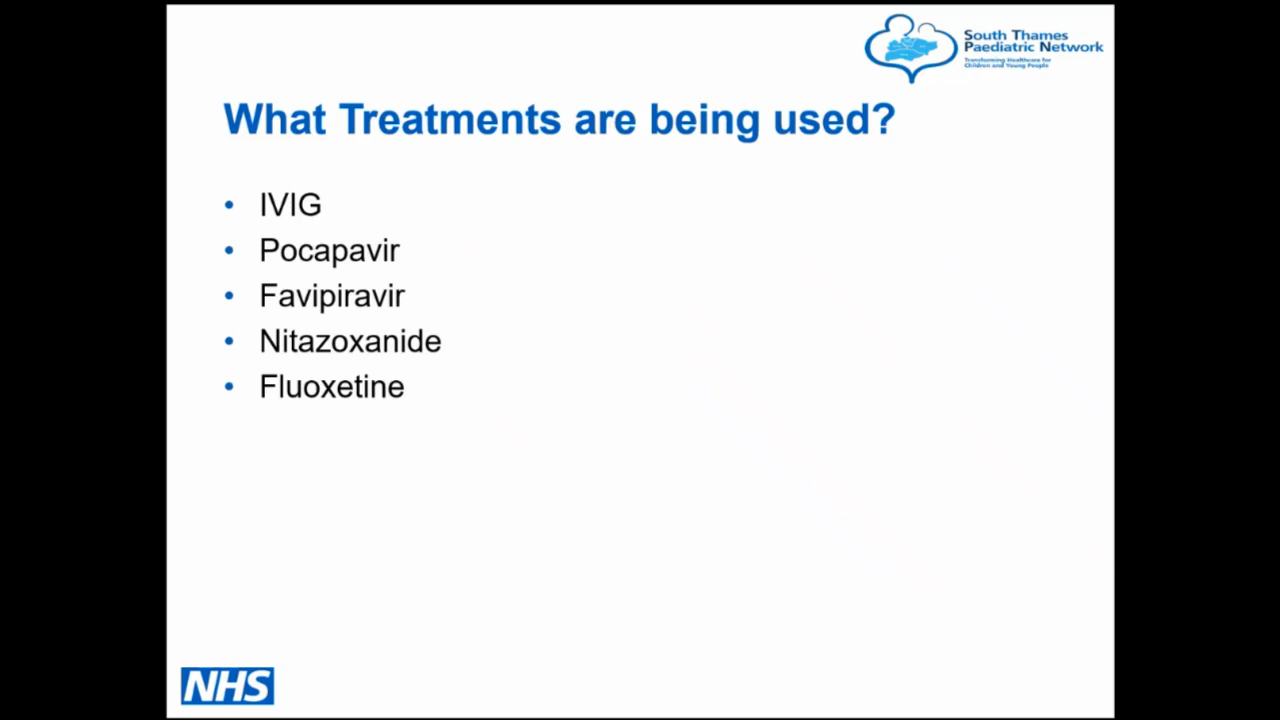 South Thames
Paediatric Network
Transforming Healthcare for
Children and Young People
What Treatments are being used?
• IVIG
• Pocapavir
• Favipiravir
• Nitazoxanide
• Fluoxetine
NHS